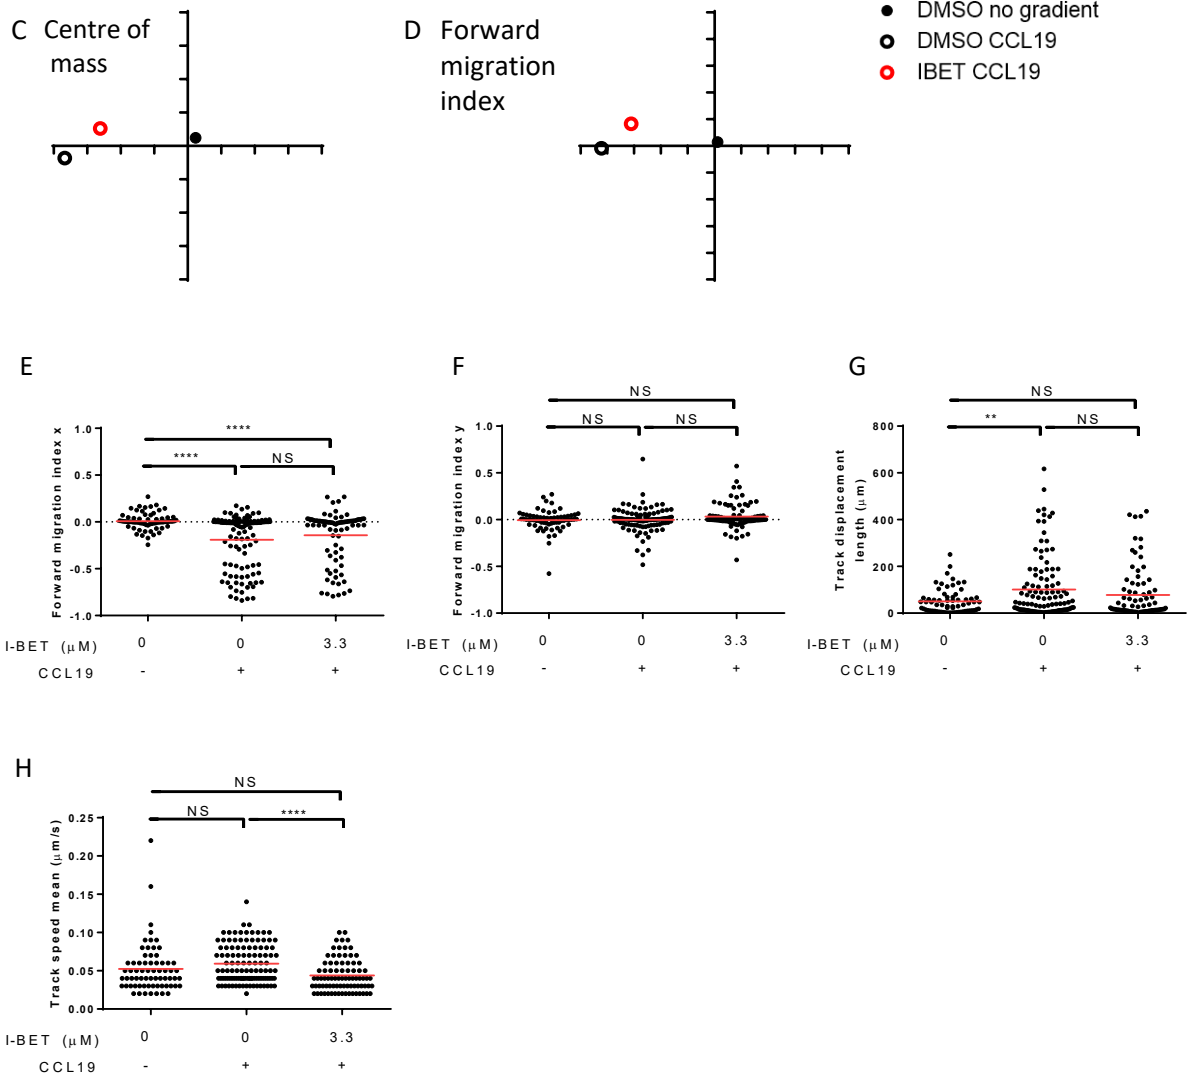 C Centre of
mass
D Forward
migration
index
DMSO no gradient
DMSO CCL19
IBET CCL19
E
Forward migration index x
1.0
0.5
0.0
-0.5
-1.0
****
**** NS
I-BET (μM) 0 0 3.3
CCL19 - + +
F
Forward migration index y
1.0
0.5
0.0
-0.5
-1.0
NS
NS NS
I-BET (μM) 0 0 3.3
CCL19 - + +
G
Track displacement
length (μm)
800
600
400
200
0
NS
** NS
I-BET (μM) 0 0 3.3
CCL19 - + +
H
Track speed mean (μm/s)
0.25
0.20
0.15
0.10
0.05
0.00
NS
NS ****
I-BET (μM) 0 0 3.3
CCL19 - + +